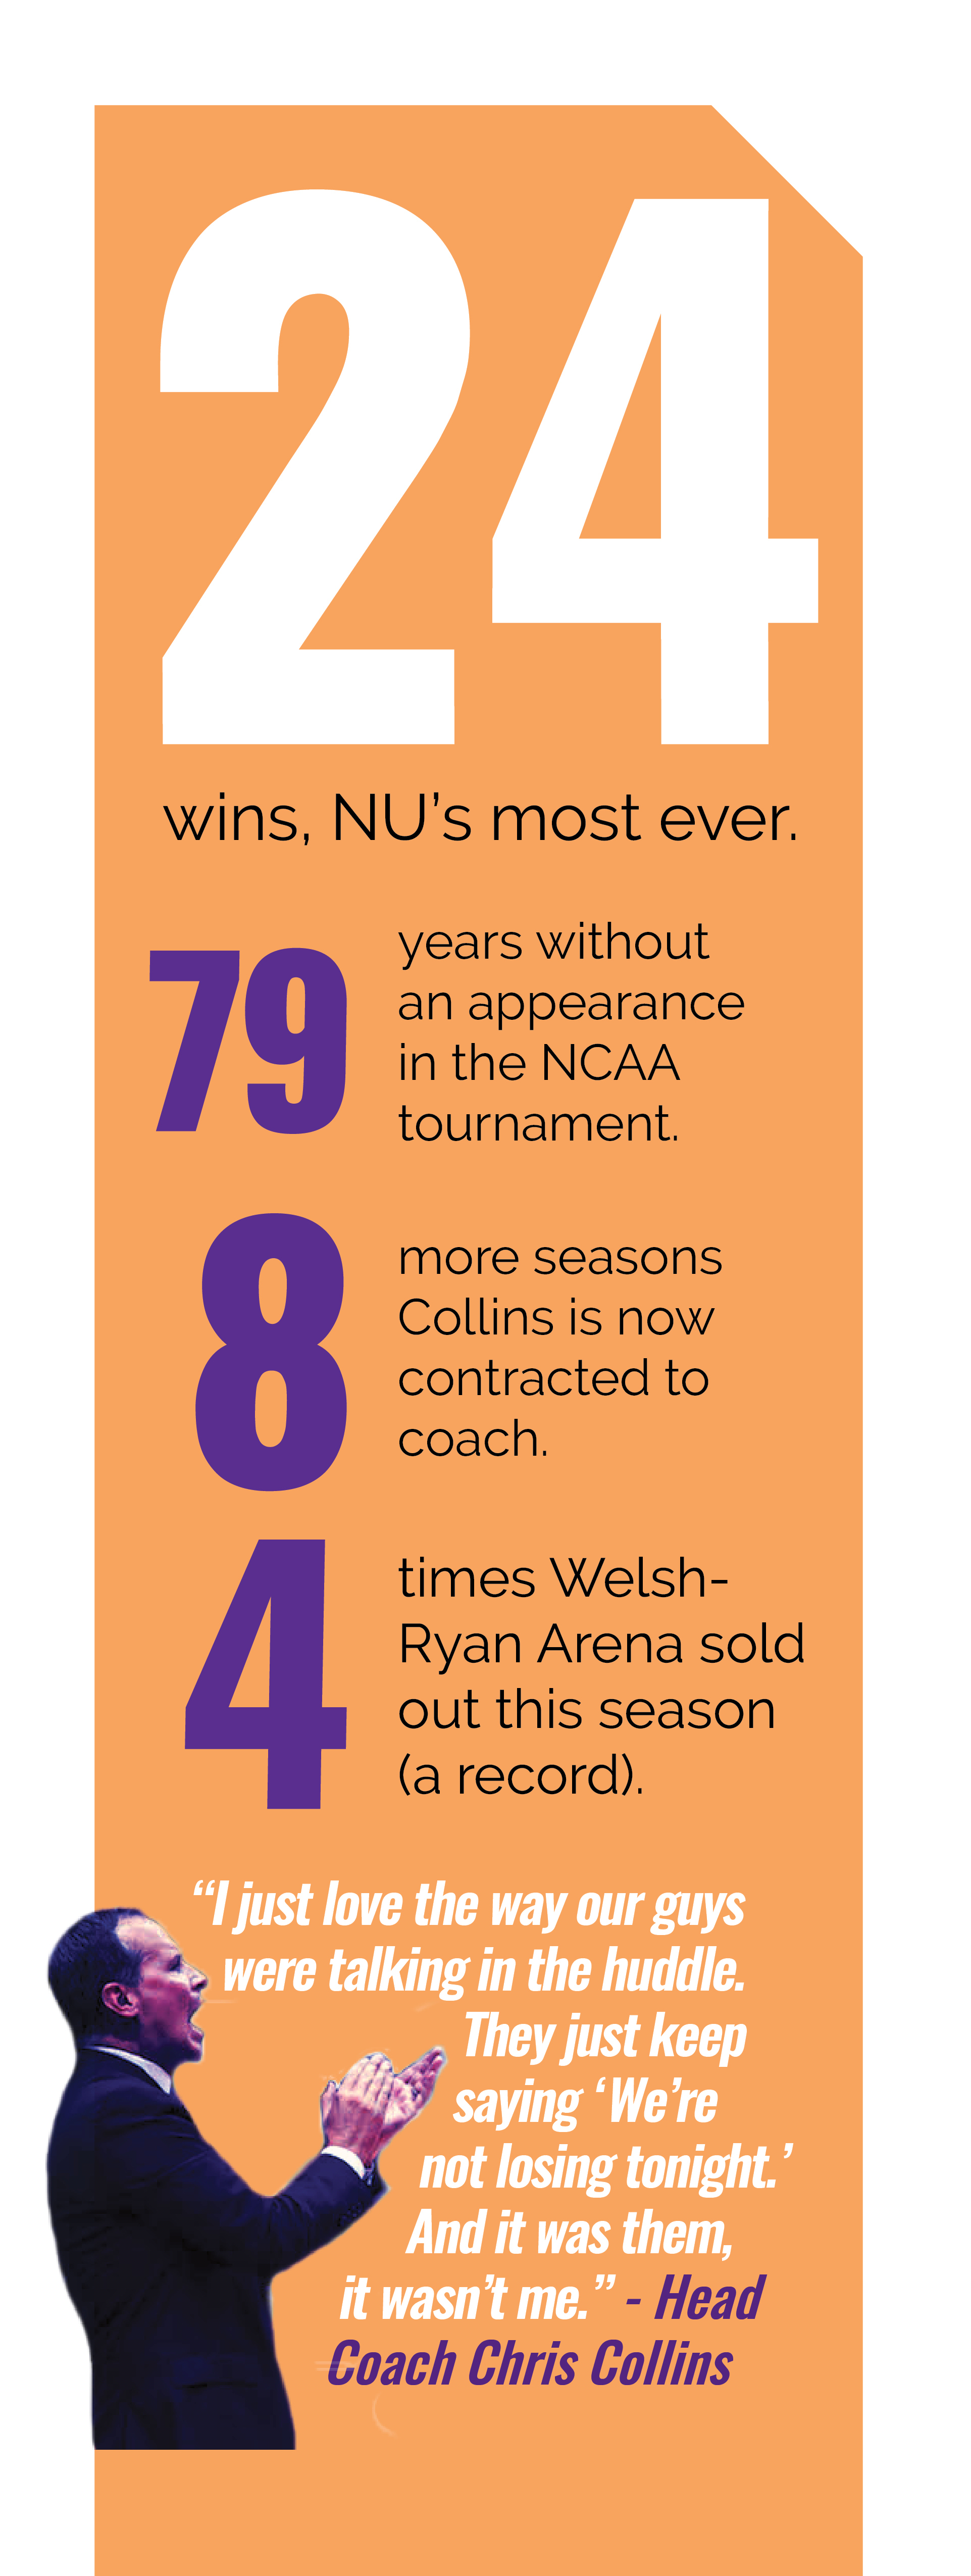 24
wins, NU’s most ever.
79
years without
an appearance
in the NCAA
tournament.
8
more seasons
Collins is now
contracted to
coach.
4
times Welsh-
Ryan Arena sold
out this season
(a record).
“I just love the way our guys
were talking in the huddle.
They just keep
saying ‘We’re
not losing tonight.’
And it was them,
it wasn’t me.” - Head
Coach Chris Collins